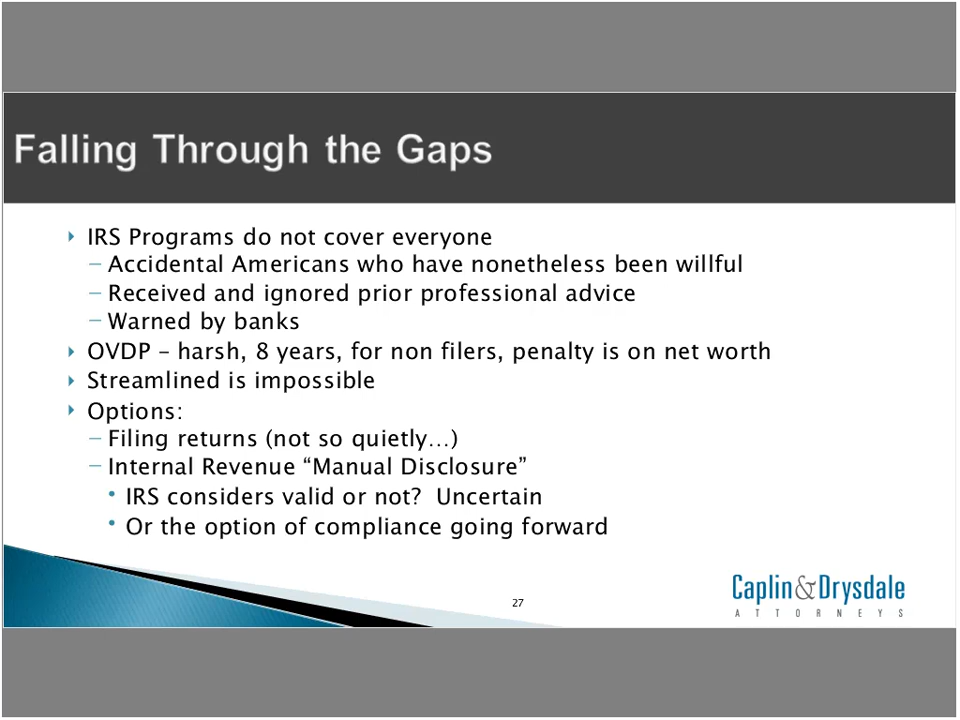 Falling Through the Gaps
IRS Programs do not cover everyone
– Accidental Americans who have nonetheless been willful
– Received and ignored prior professional advice
– Warned by banks
OVDP – harsh, 8 years, for non filers, penalty is on net worth
Streamlined is impossible
Options:
– Filing returns (not so quietly…)
– Internal Revenue “Manual Disclosure”
• IRS considers valid or not?  Uncertain
• Or the option of compliance going forward
27
Caplin&Drysdale
ATTORNEYS